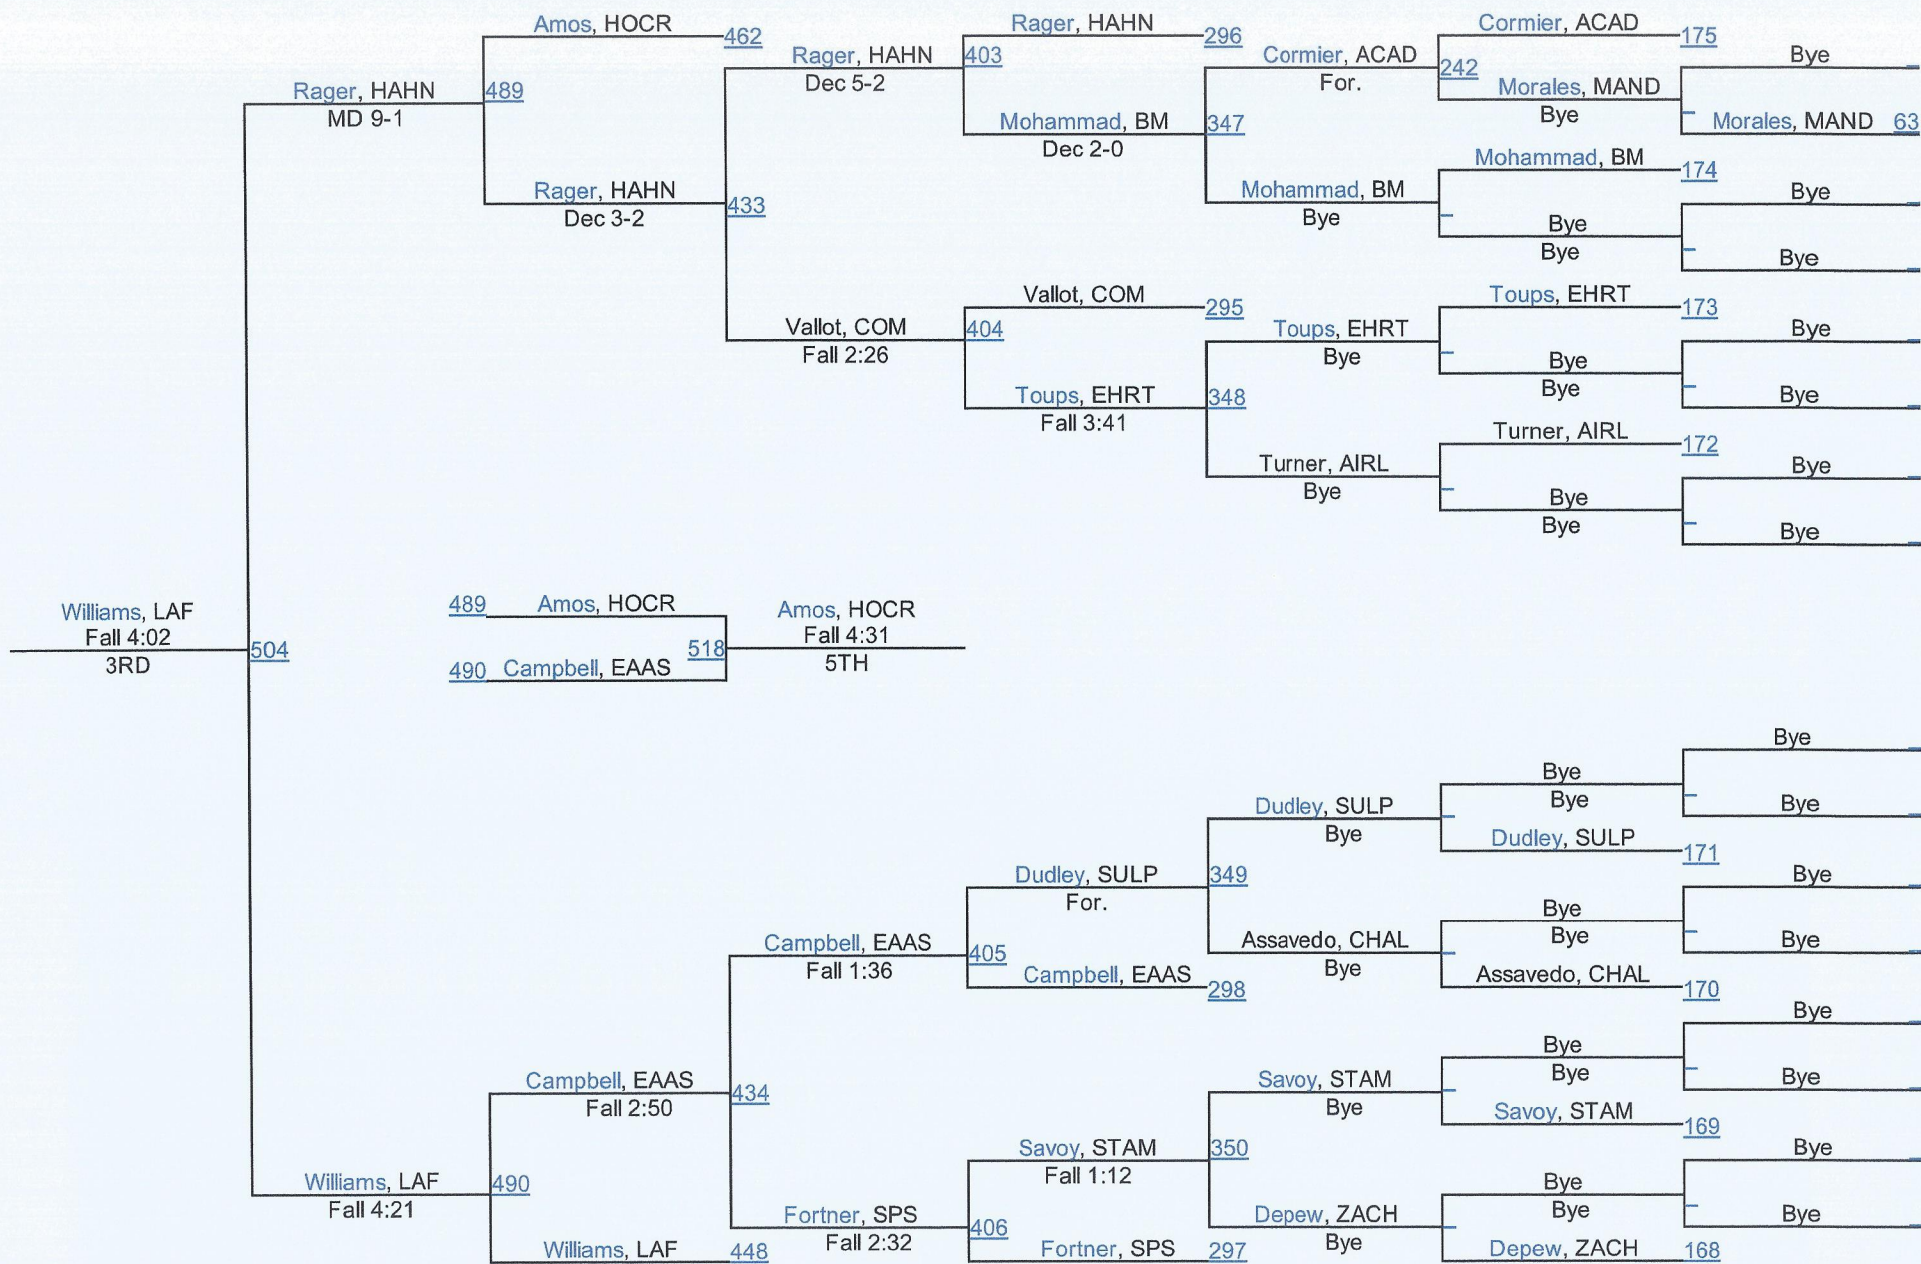 Amos, HOCR
462
Rager, HAHN
MD 9-1
489
Rager, HAHN
Dec 3-2
433
Rager, HAHN
Dec 5-2
403
Rager, HAHN
296
Mohammad, BM
Dec 2-0
347
Cormier, ACAD
For.
242
Cormier, ACAD
175
Morales, MAND
Bye
Bye
Morales, MAND 63
Mohammad, BM
Bye
Mohammad, BM
174
Bye
Bye
Bye
Bye
Vallot, COM
Fall 2:26
404
Vallot, COM
295
Toups, EHRT
Fall 3:41
348
Toups, EHRT
Bye
Toups, EHRT
173
Bye
Bye
Bye
Bye
Turner, AIRL
Bye
Turner, AIRL
172
Bye
Bye
Bye
Bye
Williams, LAF
Fall 4:02
3RD
504
489 Amos, HOCR
490 Campbell, EAAS
518
Amos, HOCR
Fall 4:31
5TH
Williams, LAF
Fall 4:21
490
Campbell, EAAS
Fall 2:50
434
Williams, LAF
448
Campbell, EAAS
Fall 1:36
405
Dudley, SULP
For.
349
Campbell, EAAS
298
Dudley, SULP
Bye
Bye
Bye
Bye
Bye
Dudley, SULP
171
Assavedo, CHAL
Bye
Bye
Bye
Bye
Bye
Assavedo, CHAL
170
Fortner, SPS
Fall 2:32
406
Savoy, STAM
Fall 1:12
350
Fortner, SPS
297
Savoy, STAM
Bye
Bye
Bye
Bye
Bye
Savoy, STAM
169
Depew, ZACH
Bye
Bye
Bye
Bye
Bye
Depew, ZACH
168